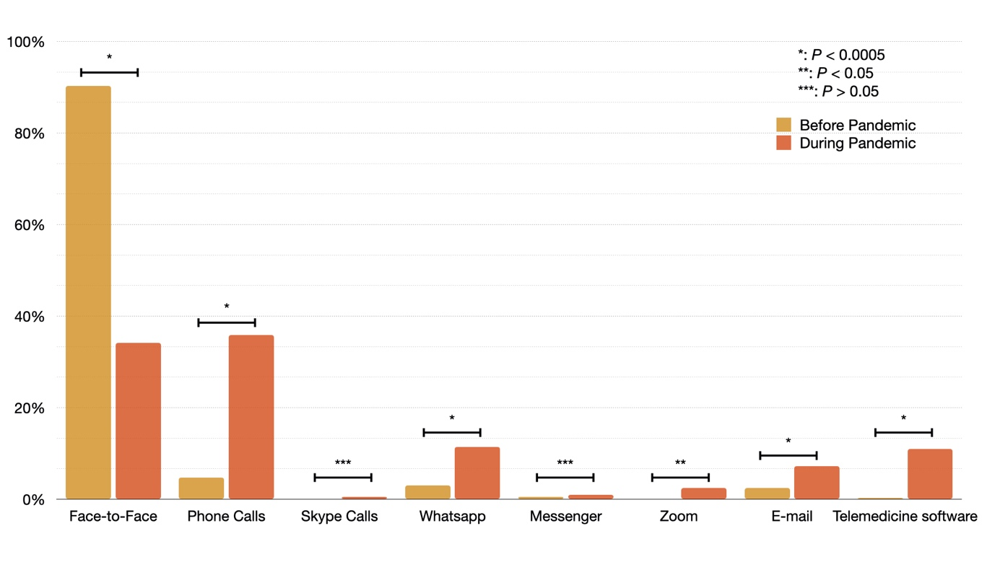 100%
80%
60%
40%
20%
0%
*
*
***
*
***
**
*
*
*: P < 0.0005
**: P < 0.05
***: P > 0.05
Before Pandemic
During Pandemic
Face-to-Face
Phone Calls
Skype Calls
Whatsapp
Messenger
Zoom
E-mail
Telemedicine software